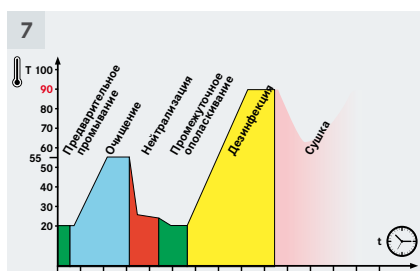 7
T 100
90
80
70
60
55
50
40
30
20
Предварительное
промывание
Очищение
Нейтрализация
Промежуточное
ополаскивание
Дезинфекция
Сушка
t